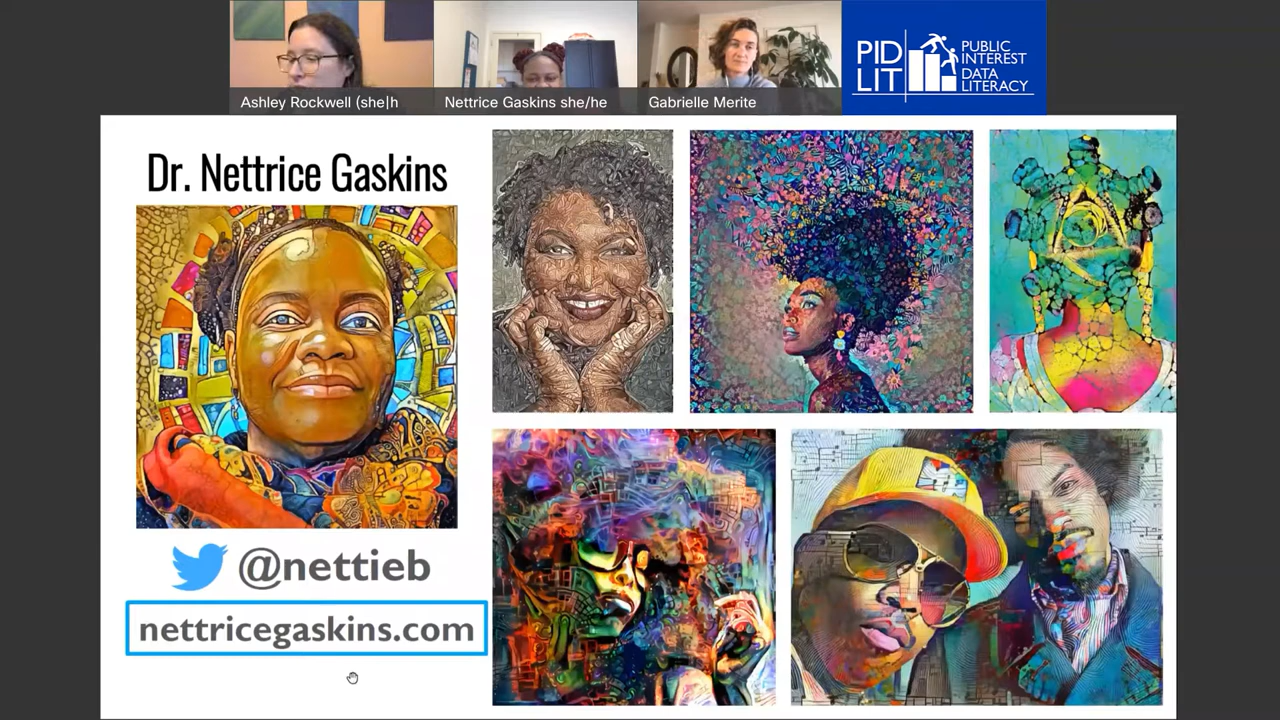 Ashley Rockwell (she|h
Nettrice Gaskins she/he
Gabrielle Merite
PID
LIT
PUBLIC
INTEREST
DATA
LITERACY
Dr. Nettrice Gaskins
@nettieb
nettricegaskins.com